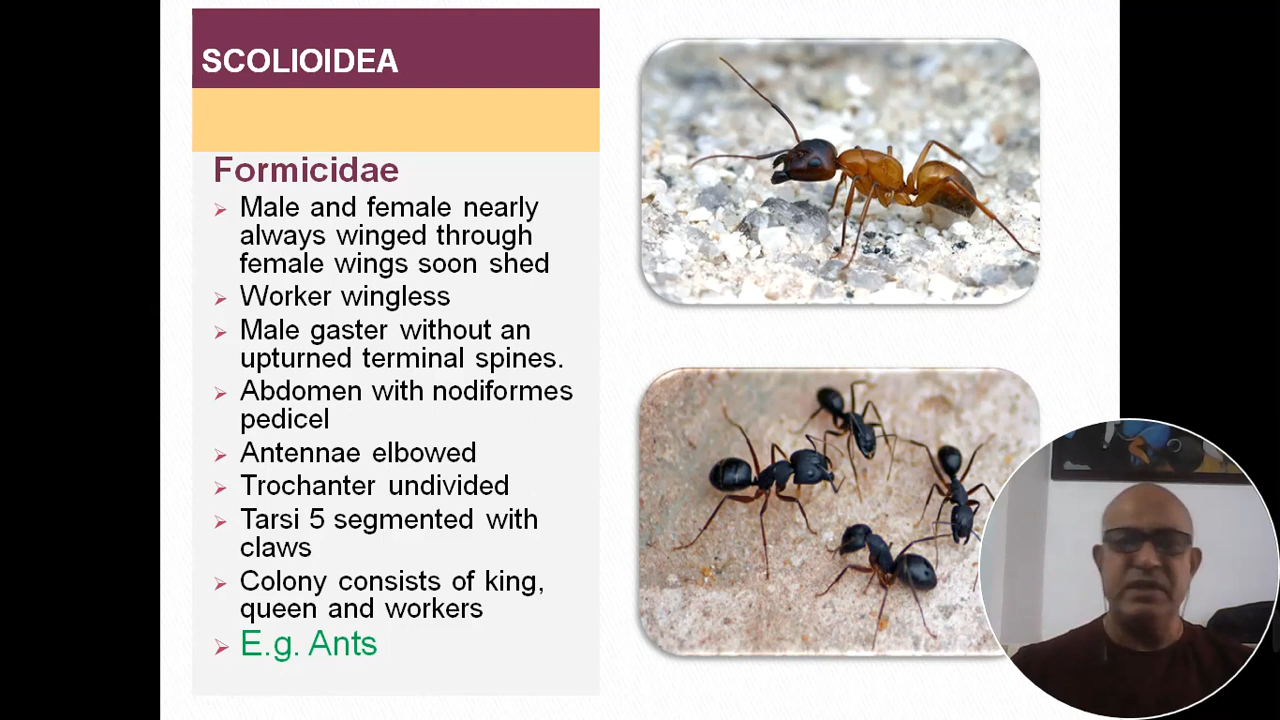 SCOLIOIDEA
Formicidae
Male and female nearly
always winged through
female wings soon shed
Worker wingless
Male gaster without an
upturned terminal spines.
Abdomen with nodiformes
pedicel
Antennae elbowed
Trochanter undivided
Tarsi 5 segmented with
claws
Colony consists of king,
queen and workers
E.g. Ants